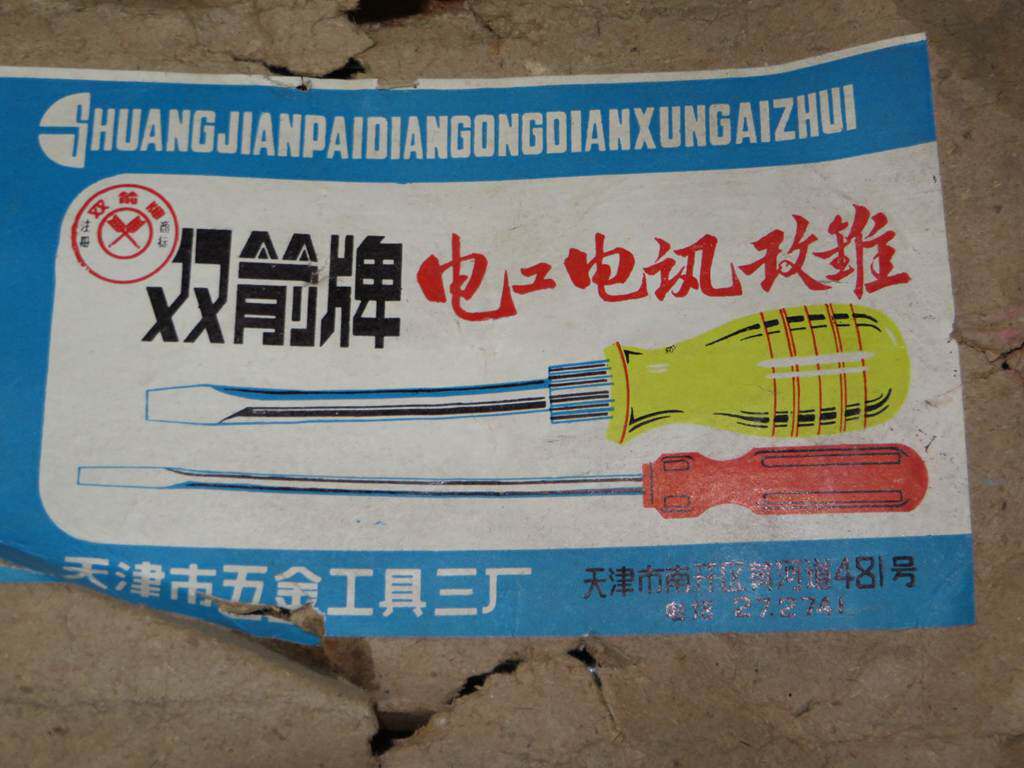 SHUANGJIANPAIDIANGONGDIANXUNGAIZHUI
双箭牌
注册 商标
双箭牌 电工电讯改锥
天津市五金工具三厂
天津市南开区黄河道481号
电话 27.2741